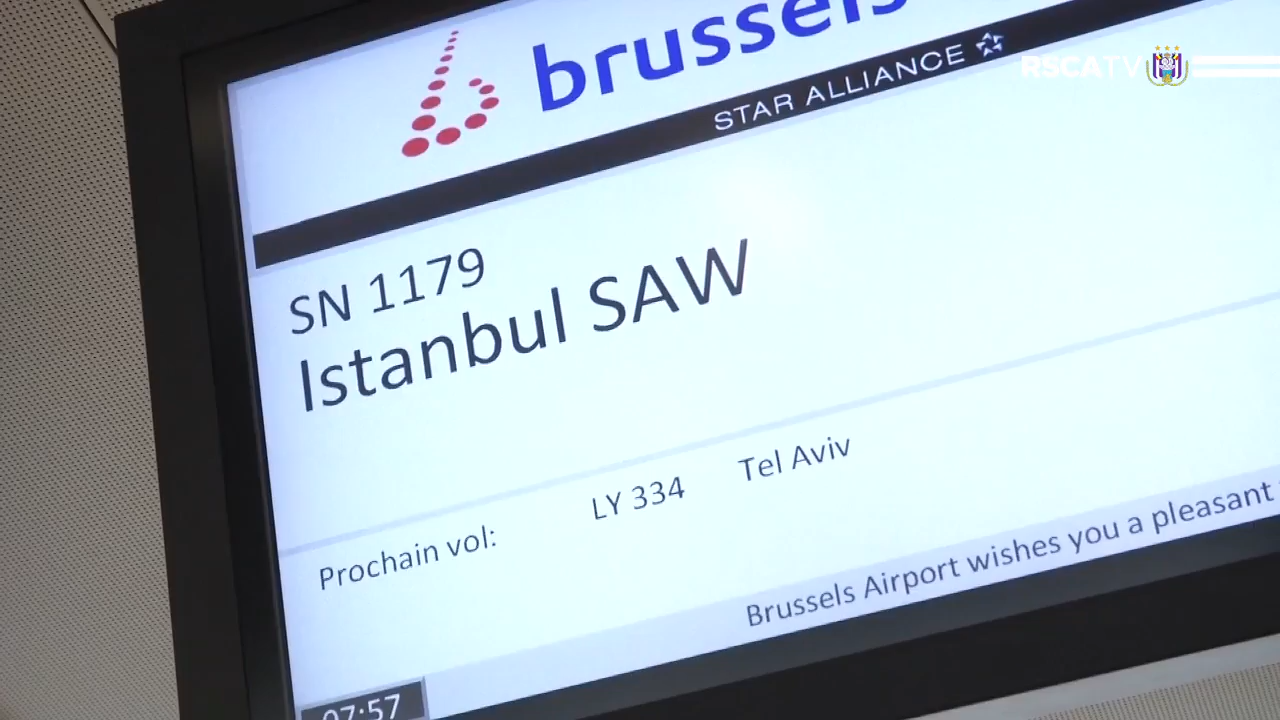 brussels
STAR ALLIANCE
RSCATV
SN 1179
Istanbul SAW
Prochain vol: LY 334 Tel Aviv
Brussels Airport wishes you a pleasant
07:57